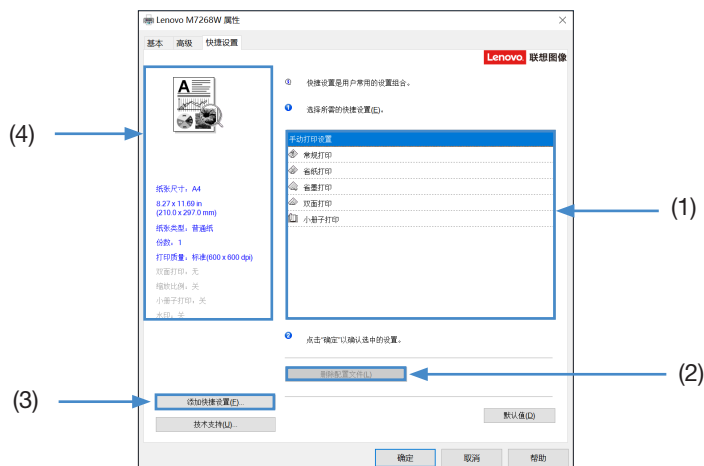 Lenovo M7268W 属性
基本 高级 快捷设置
Lenovo 联想图像
快捷设置是用户常用的设置组合。
1 选择所需的快捷设置(E)。
手动打印设置
常规打印
省纸打印
省墨打印
双面打印
小册子打印
(4)
(1)
A
纸张尺寸: A4
8.27 x 11.69 in
(210.0 x 297.0 mm)
纸张类型: 普通纸
份数: 1
打印质量: 标准(600 x 600 dpi)
双面打印: 无
缩放比例: 关
小册子打印: 关
水印: 关
2 点击“确定”以确认选中的设置。
删除配置文件(L)
(2)
(3)
添加快捷设置(F)...
技术支持(U)...
默认值(D)
确定 取消 帮助